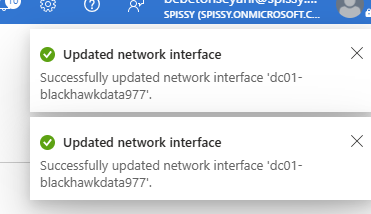 10
SPISSY (SPISSY.ONMICROSOFT.C...
Updated network interface
Successfully updated network interface 'dc01-
blackhawkdata977'.
Updated network interface
Successfully updated network interface 'dc01-
blackhawkdata977'.